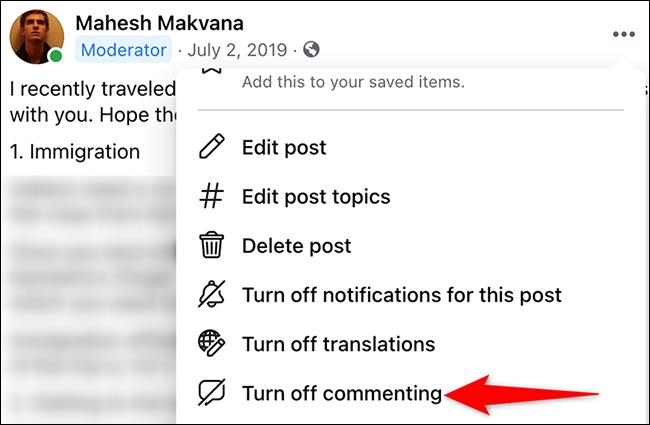 Mahesh Makvana
Moderator · July 2, 2019 ·
I recently traveled
with you. Hope
1. Immigration
Add this to your saved items.
Edit post
Edit post topics
Delete post
Turn off notifications for this post
Turn off translations
Turn off commenting